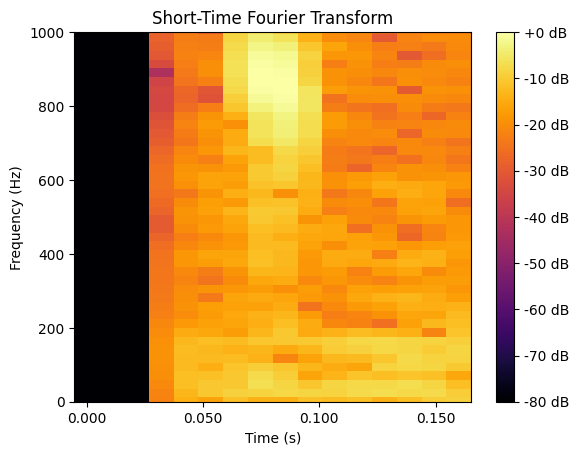 Short-Time Fourier Transform
1000
800
600
400
200
0
Frequency (Hz)
0.000
0.050
0.100
0.150
Time (s)
+0 dB
-10 dB
-20 dB
-30 dB
-40 dB
-50 dB
-60 dB
-70 dB
-80 dB